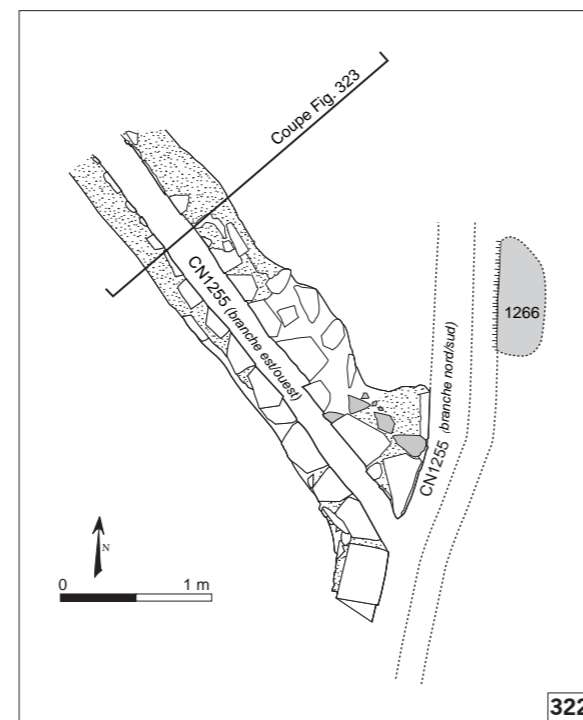 Coupe Fig. 323
CN1255 (branche est/ouest)
1266
CN1255 (branche nord/sud)
N
0 1 m
322